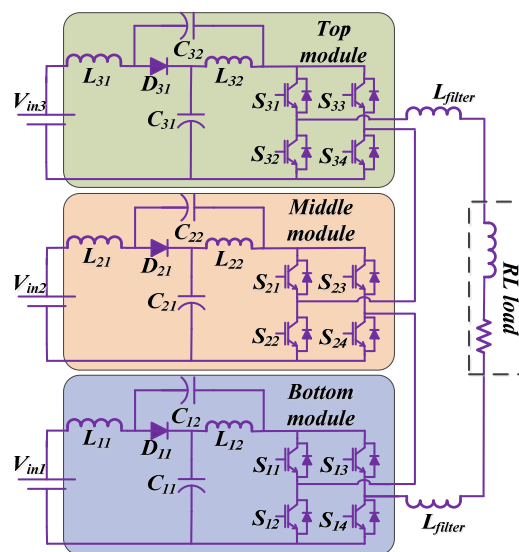 C32
Top
module
L31
D31
L32
S31
S33
Vin3
C31
S32
S34
Lfilter
C22
Middle
module
L21
D21
L22
S21
S23
Vin2
C21
S22
S24
RL load
C12
Bottom
module
L11
D11
L12
S11
S13
Vin1
C11
S12
S14
Lfilter